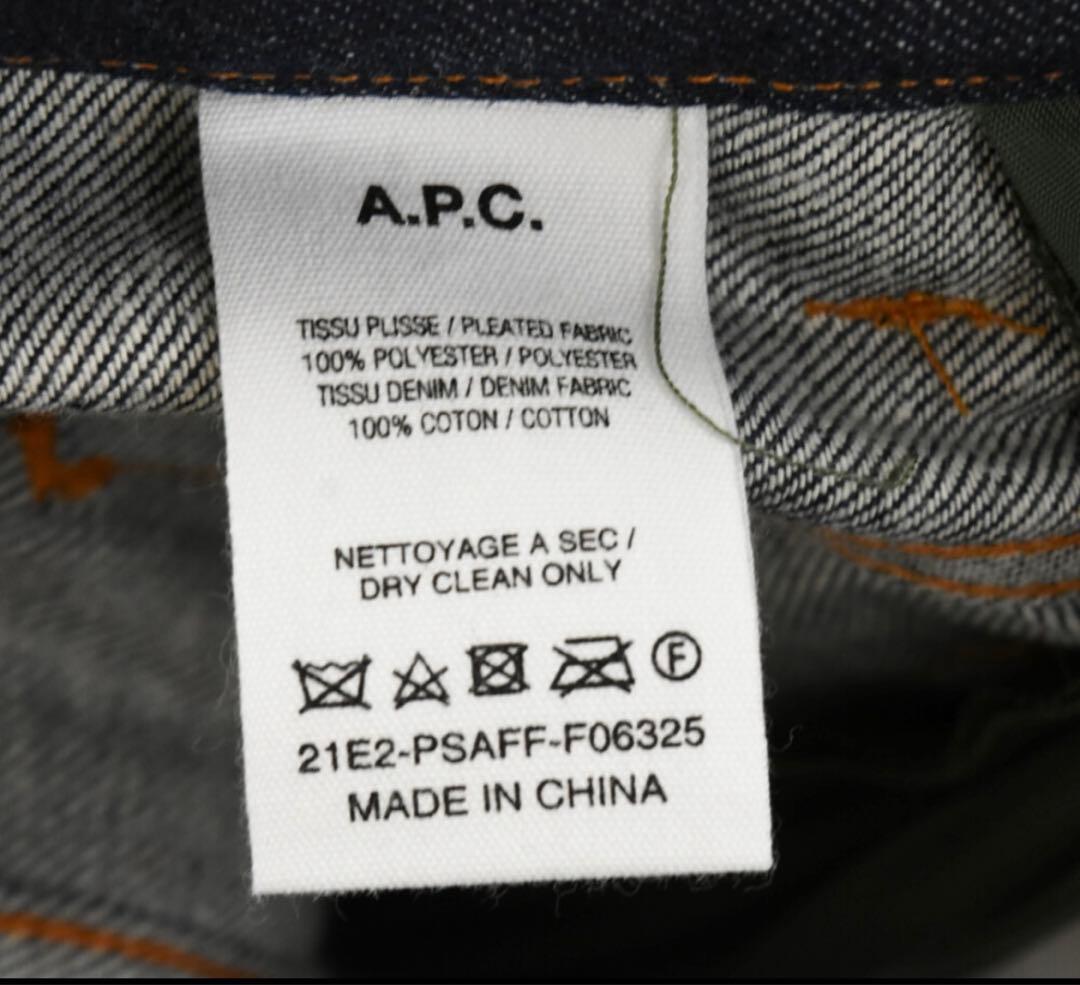 A.P.C.
TISSU PLISSE / PLEATED FABRIC
100% POLYESTER / POLYESTER
TISSU DENIM / DENIM FABRIC
100% COTON / COTTON
NETTOYAGE A SEC /
DRY CLEAN ONLY
F
21E2-PSAFF-F06325
MADE IN CHINA